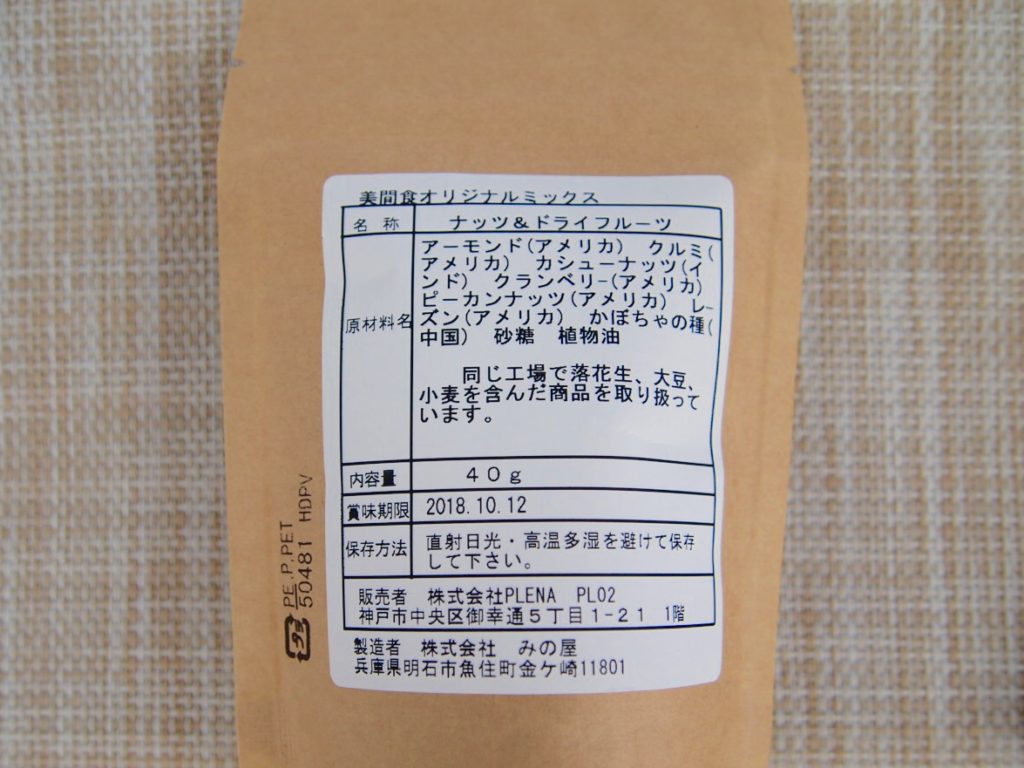 美間食オリジナルミックス
名 称 ナッツ&ドライフルーツ
原材料名
アーモンド(アメリカ) クルミ(
アメリカ) カシューナッツ(イ
ンド) クランベリ-(アメリカ)
ピーカンナッツ(アメリカ) レ-
ズン(アメリカ) かぼちゃの種(
中国) 砂糖 植物油
同じ工場で落花生、大豆、
小麦を含んだ商品を取り扱って
います。
内容量 40g
賞味期限 2018.10.12
保存方法 直射日光・高温多湿を避けて保存
して下さい。
販売者 株式会社PLENA PL02
神戸市中央区御幸通5丁目1-21 1階
製造者 株式会社 みの屋
兵庫県明石市魚住町金ケ崎11801
PE.P.PET
50481 HDPV